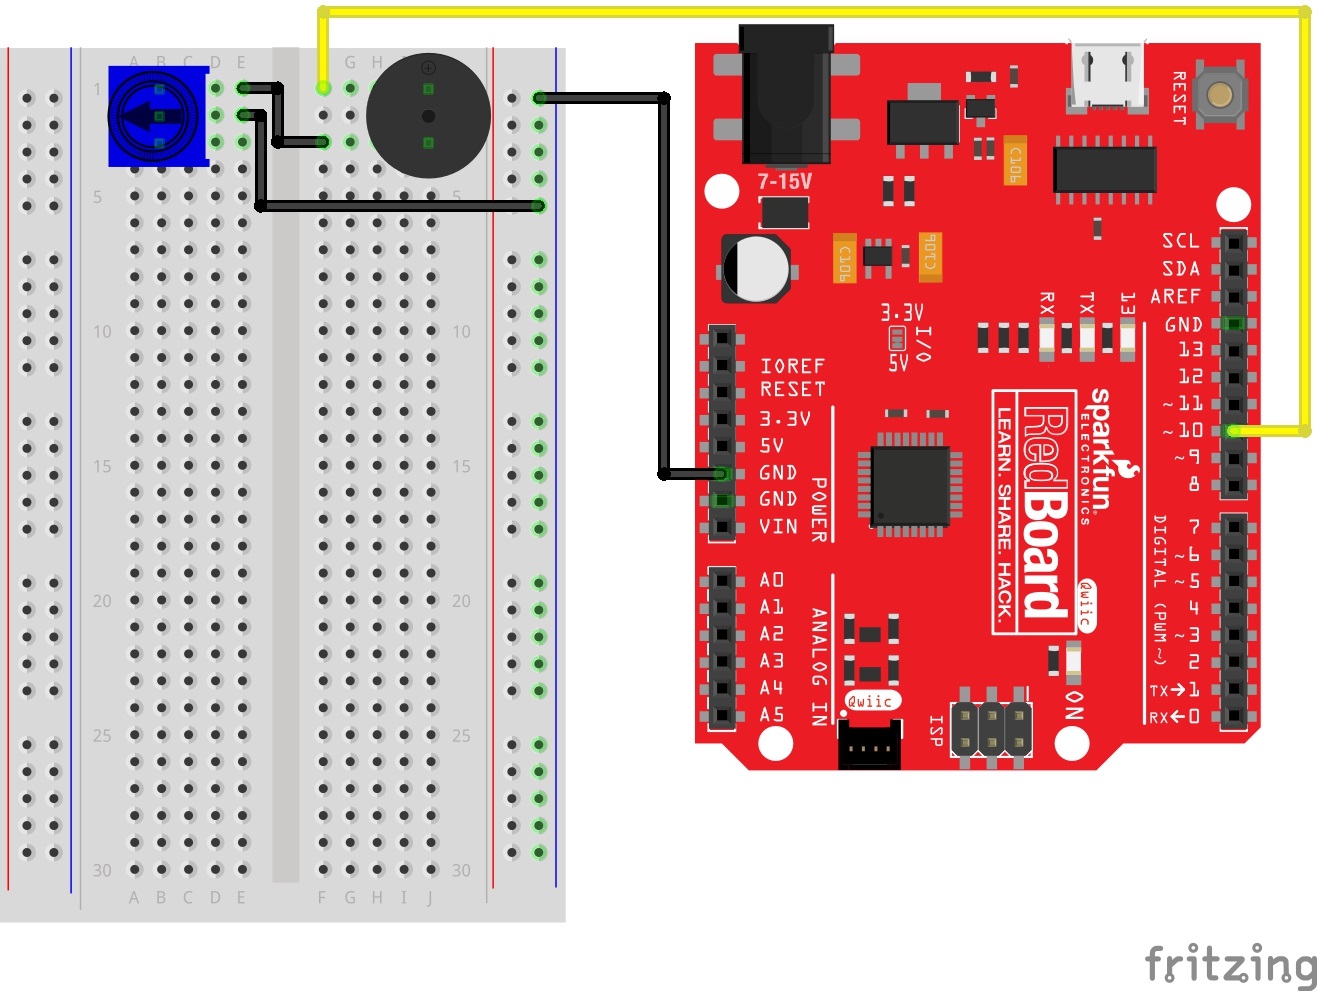 A B C D E G H
1
5 5
10 10
15 15
20 20
25 25
30 30
A B C D E F G H I J
7-15V
RESET
C106
C106
C106
3.3V
I/O
5V
RX
TX
13
IOREF
RESET
3.3V
5V
GND
GND
VIN
POWER
A0
A1
A2
A3
A4
A5
ANALOG IN
SCL
SDA
AREF
GND
13
12
~11
~10
~9
8
7
~6
~5
4
~3
2
TX→1
RX←0
DIGITAL (PWM ~)
sparkfun
ELECTRONICS
RedBoard
LEARN. SHARE. HACK.
Qwiic
Qwiic
ISP
ON
fritzing